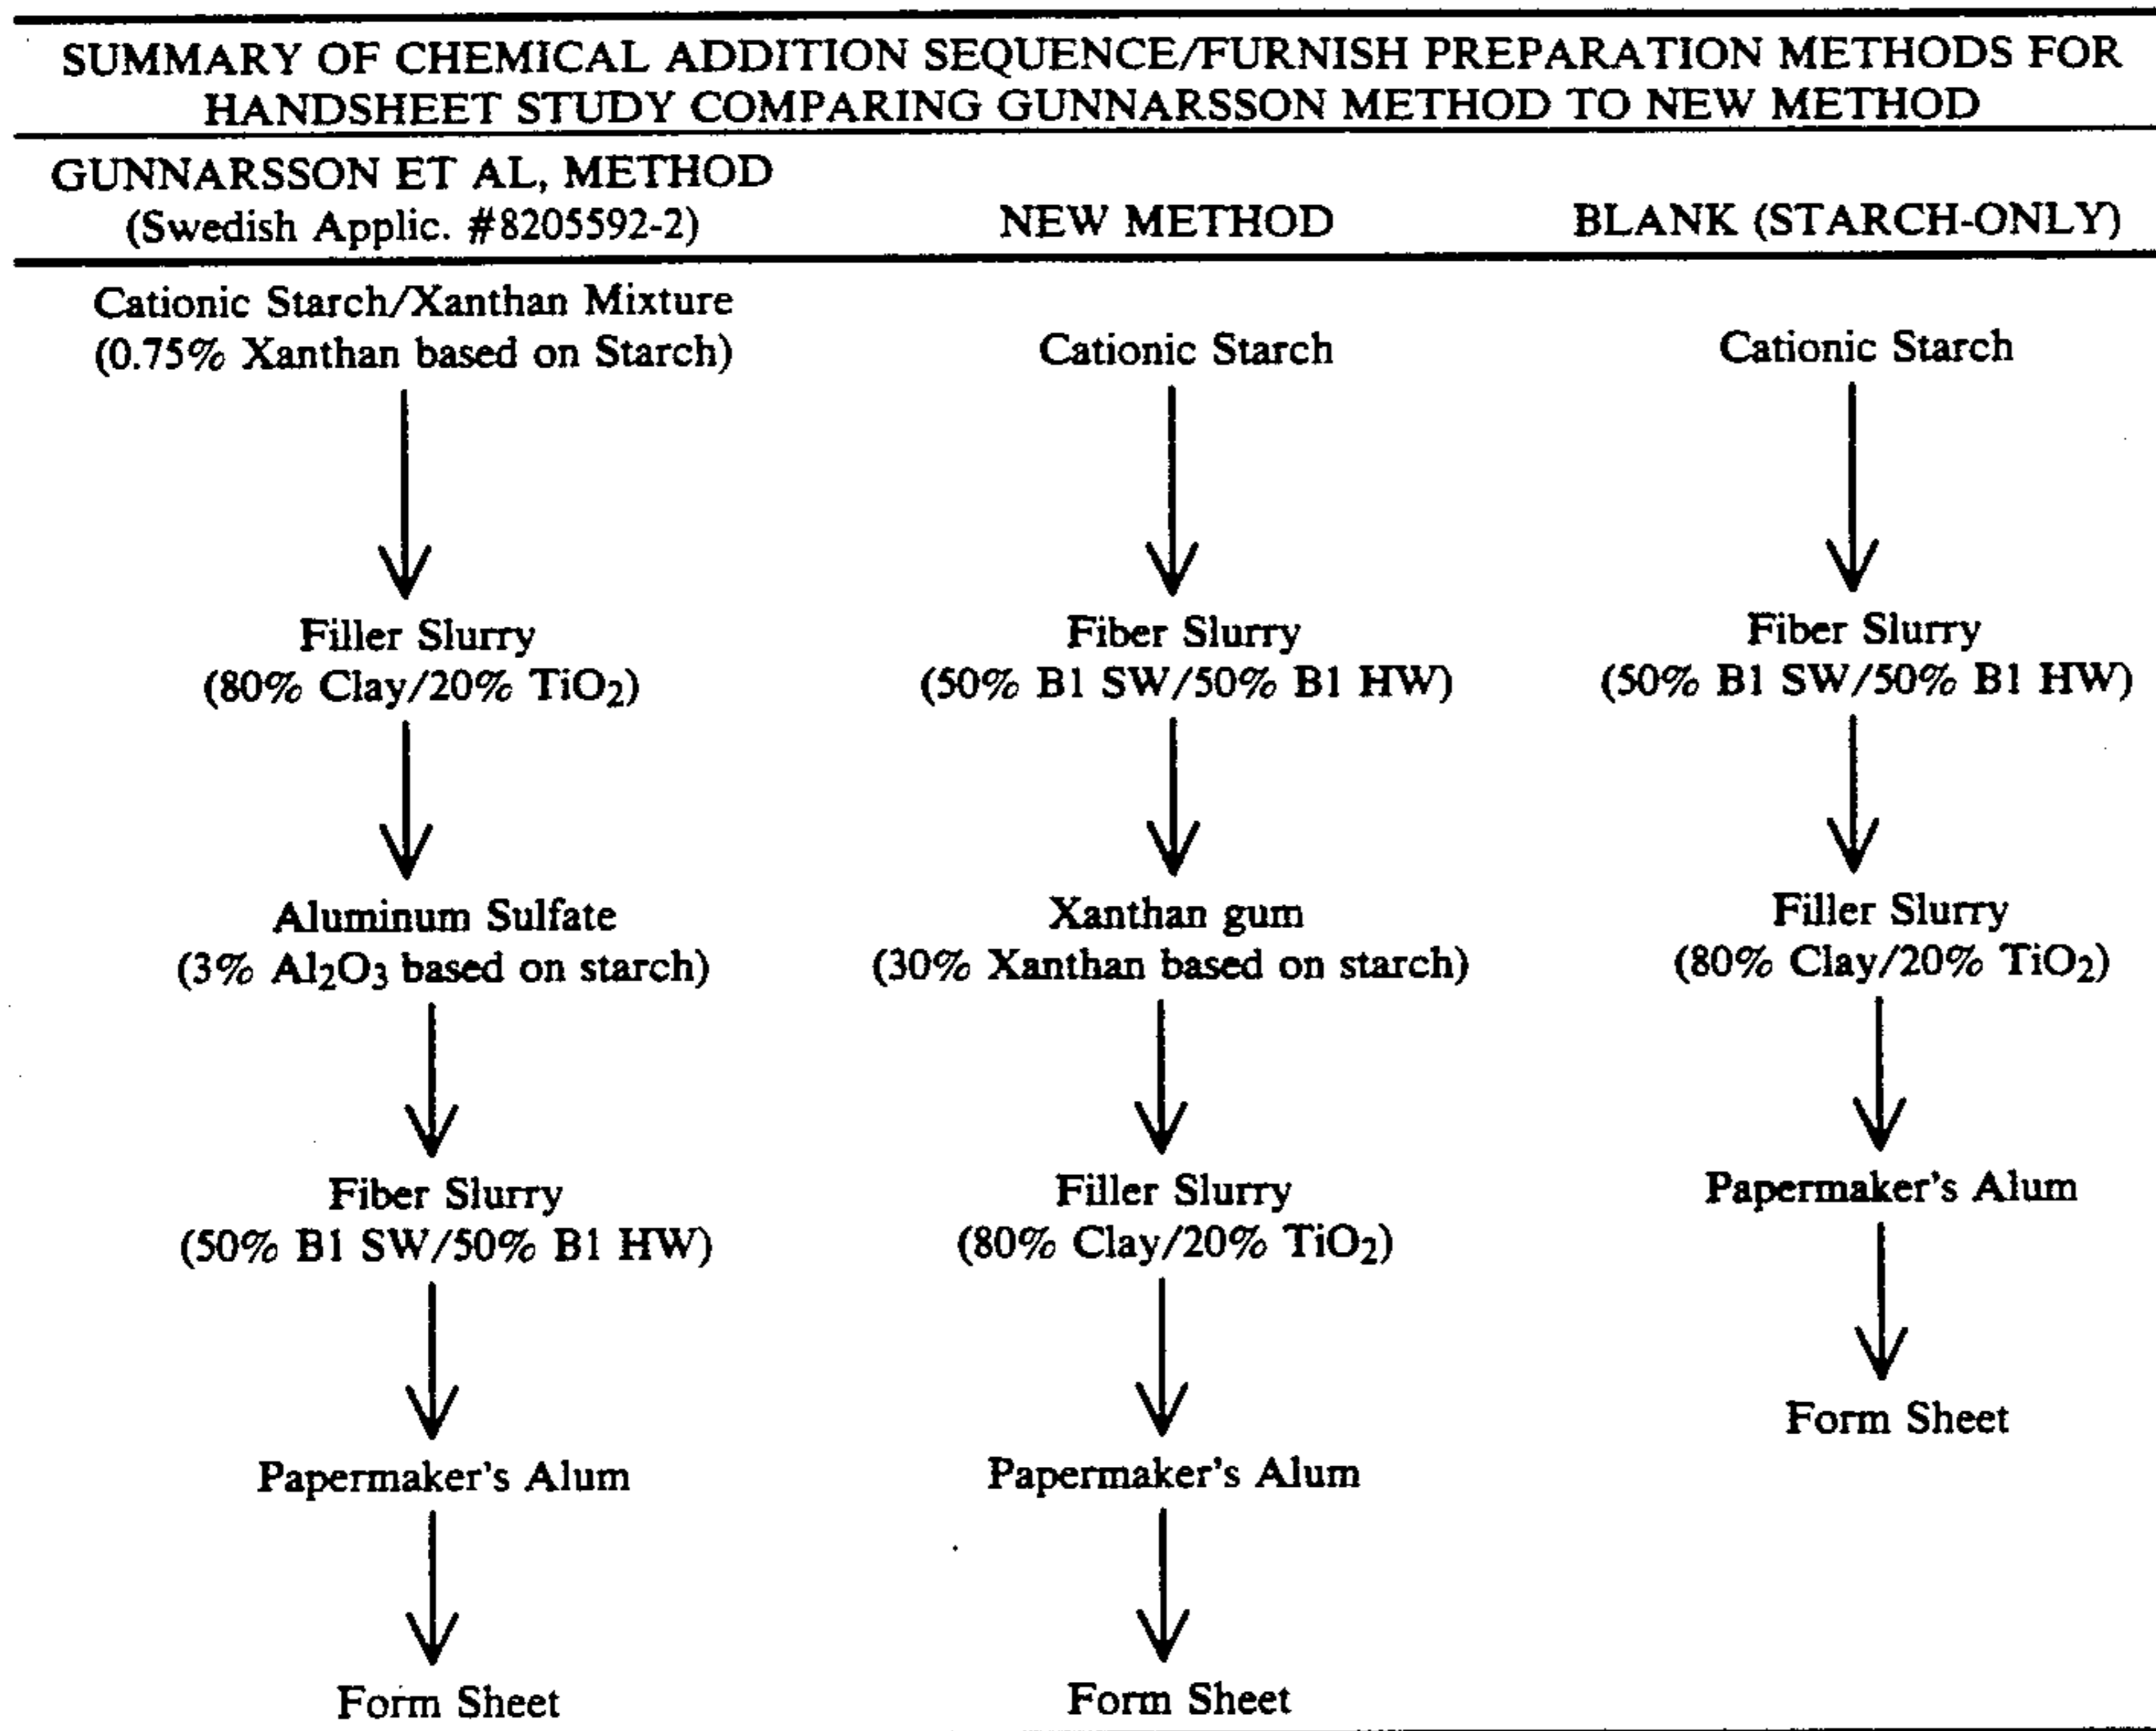 SUMMARY OF CHEMICAL ADDITION SEQUENCE/FURNISH PREPARATION METHODS FOR
HANDSHEET STUDY COMPARING GUNNARSSON METHOD TO NEW METHOD
GUNNARSSON ET AL, METHOD
(Swedish Applic. #8205592-2)
NEW METHOD
BLANK (STARCH-ONLY)
Cationic Starch/Xanthan Mixture
(0.75% Xanthan based on Starch)
Filler Slurry
(80% Clay/20% TiO₂)
Aluminum Sulfate
(3% Al₂O₃ based on starch)
Fiber Slurry
(50% B1 SW/50% B1 HW)
Papermaker's Alum
Form Sheet
Cationic Starch
Fiber Slurry
(50% B1 SW/50% B1 HW)
Xanthan gum
(30% Xanthan based on starch)
Filler Slurry
(80% Clay/20% TiO₂)
Papermaker's Alum
Form Sheet
Cationic Starch
Fiber Slurry
(50% B1 SW/50% B1 HW)
Filler Slurry
(80% Clay/20% TiO₂)
Papermaker's Alum
Form Sheet